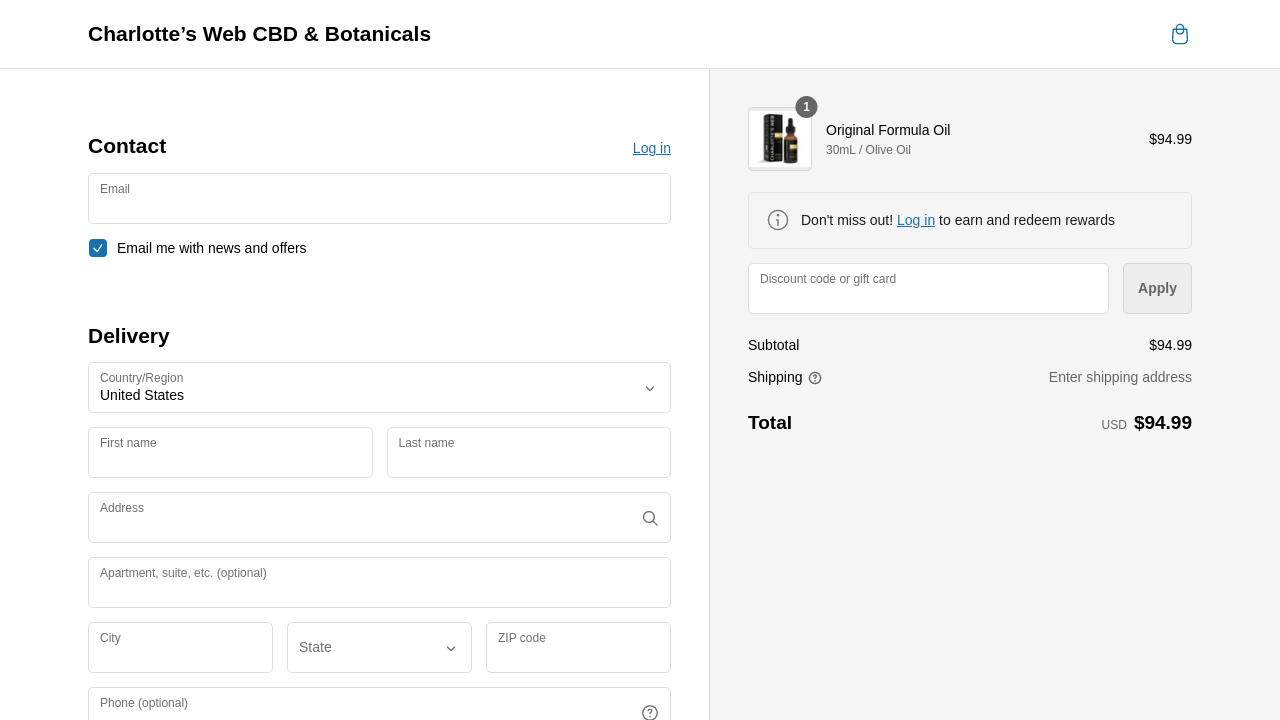 Charlotte’s Web CBD & Botanicals
Contact
Log in
Email
Email me with news and offers
Delivery
Country/Region
United States
First name
Last name
Address
Apartment, suite, etc. (optional)
City
State
ZIP code
Phone (optional)
1
Original Formula Oil
30mL / Olive Oil
$94.99
Don't miss out! Log in to earn and redeem rewards
Discount code or gift card
Apply
Subtotal
$94.99
Shipping
Enter shipping address
Total
USD $94.99